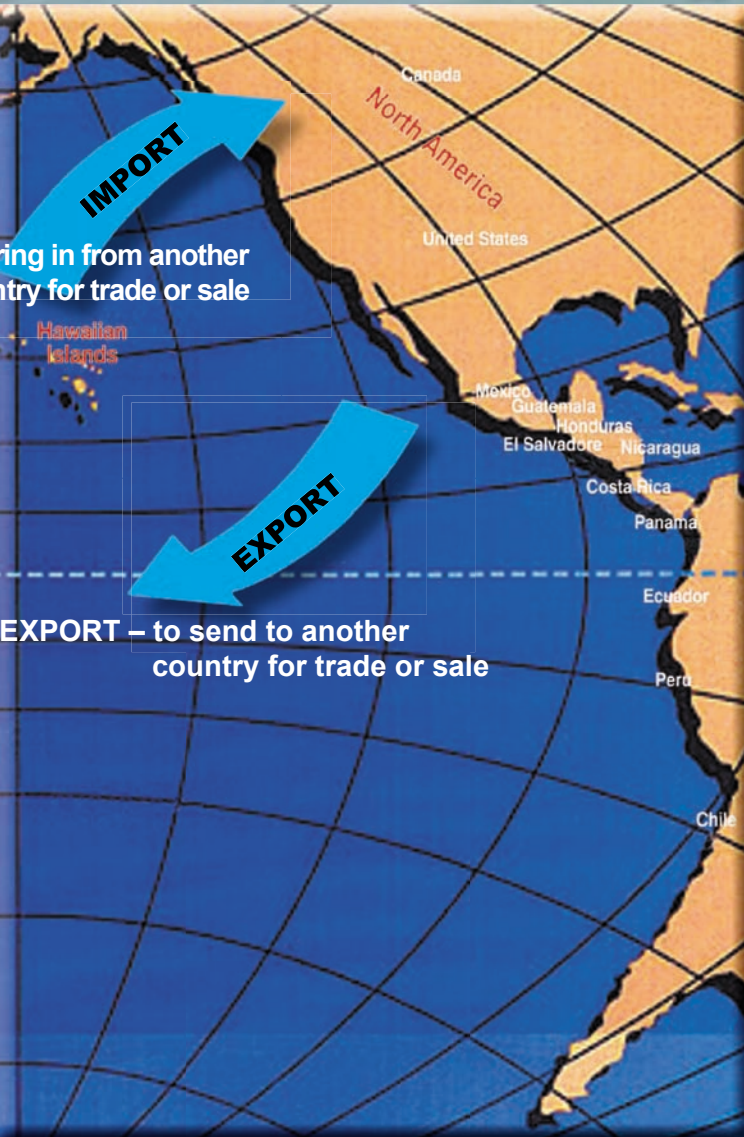 Canada
North America
IMPORT
United States
ring in from another
ntry for trade or sale
Hawaiian
Islands
Mexico
Guatemala
Honduras
El Salvadore
Nicaragua
Costa Rica
EXPORT
Panama
Ecuador
EXPORT – to send to another
country for trade or sale
Peru
Chile